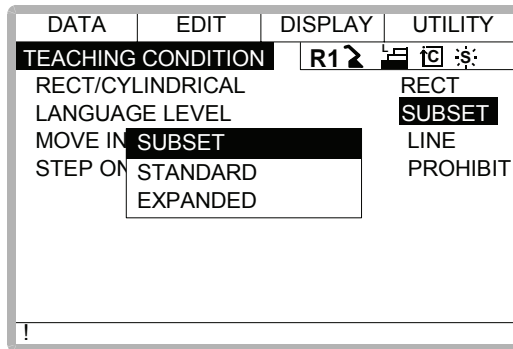 DATA EDIT DISPLAY UTILITY
TEACHING CONDITION R1 C S
RECT/CYLINDRICAL RECT
LANGUAGE LEVEL SUBSET
MOVE IN SUBSET LINE
STEP ON STANDARD PROHIBIT
EXPANDED
!